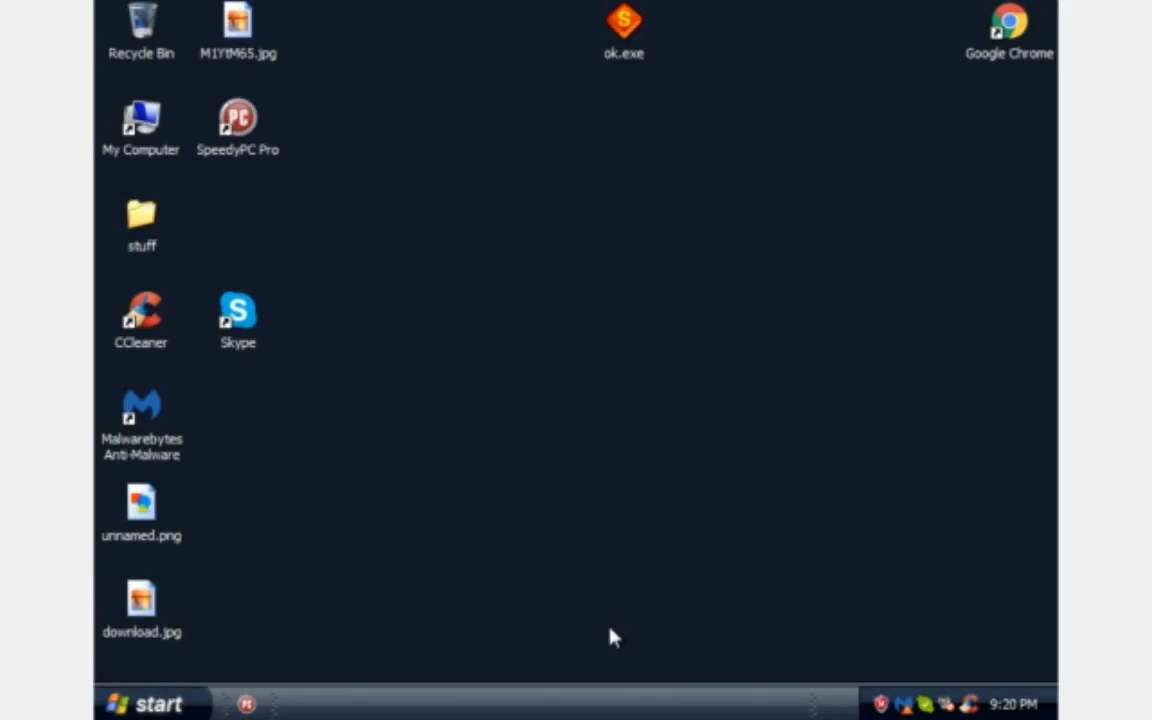 Recycle Bin
M1YtM65.jpg
ok.exe
Google Chrome
My Computer
SpeedyPC Pro
stuff
CCleaner
Skype
Malwarebytes
Anti-Malware
unnamed.png
download.jpg
start
9:20 PM